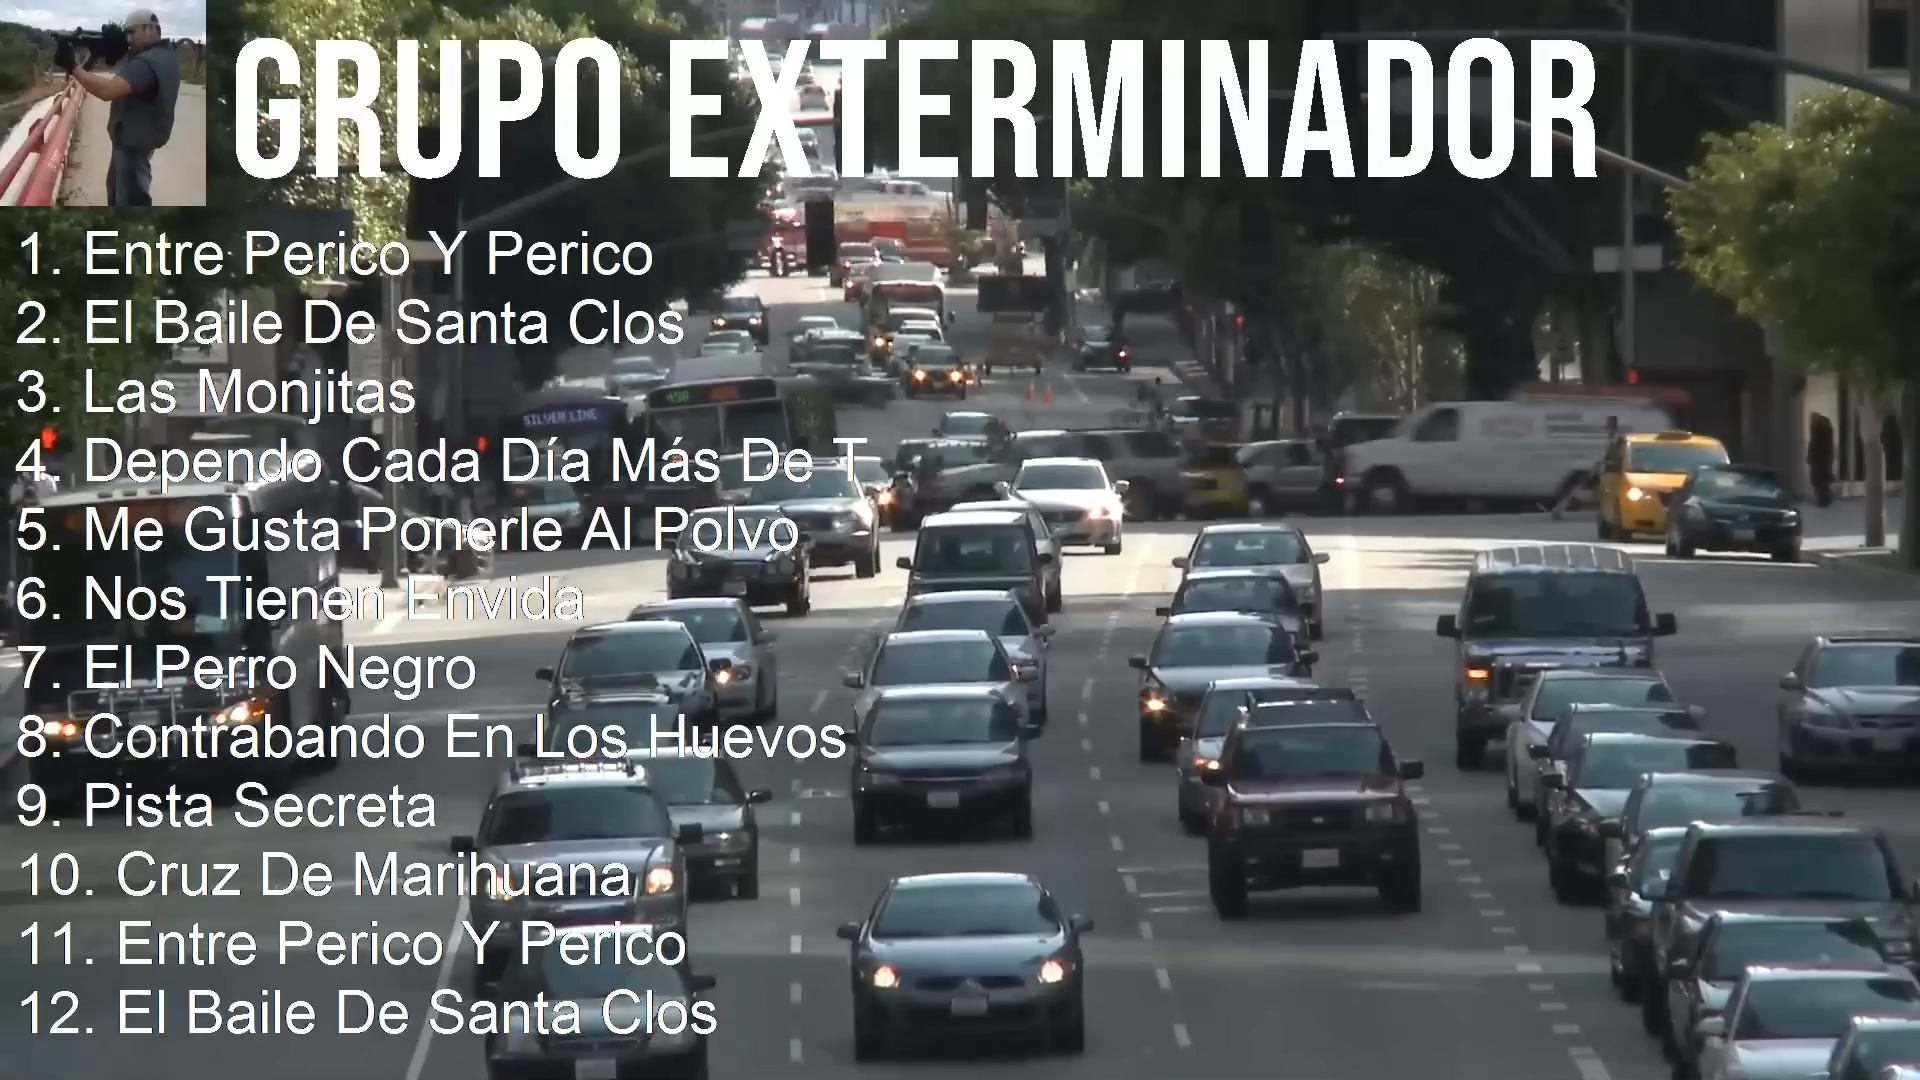 GRUPO EXTERMINADOR
1. Entre Perico Y Perico
2. El Baile De Santa Clos
3. Las Monjitas
4. Dependo Cada Día Más De T
5. Me Gusta Ponerle Al Polvo
6. Nos Tienen Envida
7. El Perro Negro
8. Contrabando En Los Huevos
9. Pista Secreta
10. Cruz De Marihuana
11. Entre Perico Y Perico
12. El Baile De Santa Clos
SILVER LINE